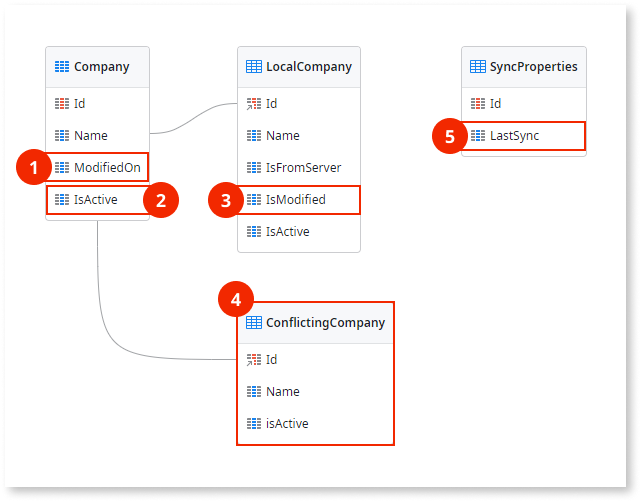 Company
Id
Name
1 ModifiedOn
IsActive 2
LocalCompany
Id
Name
IsFromServer
3 IsModified
IsActive
SyncProperties
Id
5 LastSync
4
ConflictingCompany
Id
Name
isActive